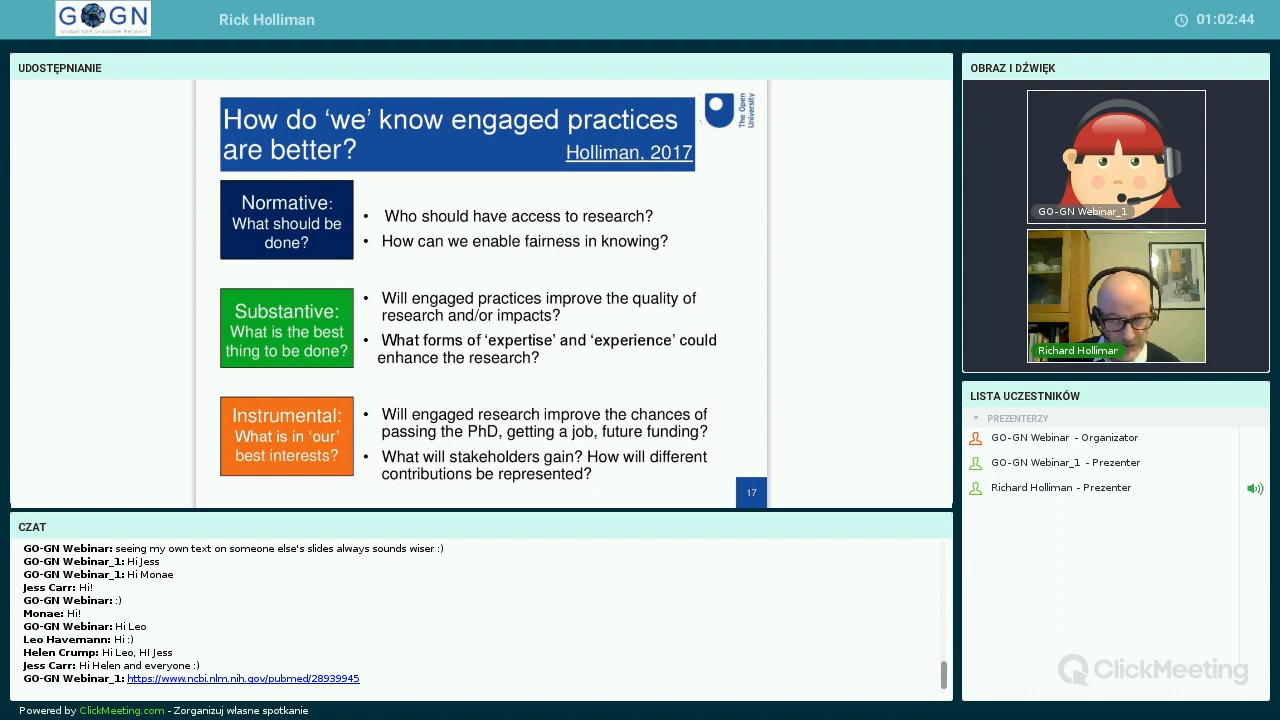 GOGN
Global OER Graduate Network
Rick Holliman
01:02:44
UDOSTĘPNIANIE
How do ‘we’ know engaged practices
are better?
Holliman, 2017
The Open
University
Normative:
What should be
done?
• Who should have access to research?
• How can we enable fairness in knowing?
Substantive:
What is the best
thing to be done?
• Will engaged practices improve the quality of
research and/or impacts?
• What forms of ‘expertise’ and ‘experience’ could
enhance the research?
Instrumental:
What is in ‘our’
best interests?
• Will engaged research improve the chances of
passing the PhD, getting a job, future funding?
• What will stakeholders gain? How will different
contributions be represented?
17
OBRAZ I DŹWIĘK
GO-GN Webinar_1
Richard Holliman
LISTA UCZESTNIKÓW
PREZENTERZY
GO-GN Webinar - Organizator
GO-GN Webinar_1 - Prezenter
Richard Holliman - Prezenter
ClickMeeting
CZAT
GO-GN Webinar: seeing my own text on someone else's slides always sounds wiser :)
GO-GN Webinar_1: Hi Jess
GO-GN Webinar_1: Hi Monae
Jess Carr: Hi!
GO-GN Webinar: :)
Monae: Hi!
GO-GN Webinar: Hi Leo
Leo Havemann: Hi :)
Helen Crump: Hi Leo, HI Jess
Jess Carr: Hi Helen and everyone :)
GO-GN Webinar_1: https://www.ncbi.nlm.nih.gov/pubmed/28939945
Powered by ClickMeeting.com - Zorganizuj własne spotkanie